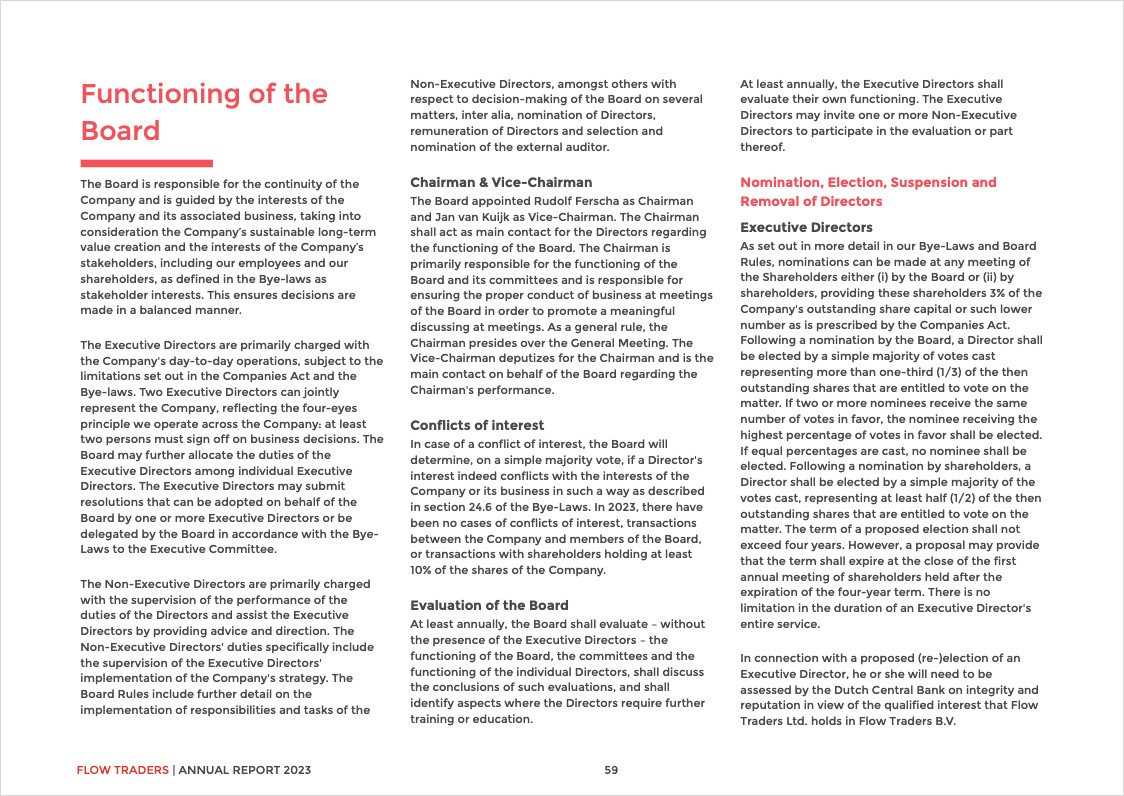 Functioning of the
Board
The Board is responsible for the continuity of the
Company and is guided by the interests of the
Company and its associated business, taking into
consideration the Company's sustainable long-term
value creation and the interests of the Company's
stakeholders, including our employees and our
shareholders, as defined in the Bye-laws as
stakeholder interests. This ensures decisions are
made in a balanced manner.
The Executive Directors are primarily charged with
the Company's day-to-day operations, subject to the
limitations set out in the Companies Act and the
Bye-laws. Two Executive Directors can jointly
represent the Company, reflecting the four-eyes
principle we operate across the Company: at least
two persons must sign off on business decisions. The
Board may further allocate the duties of the
Executive Directors among individual Executive
Directors. The Executive Directors may submit
resolutions that can be adopted on behalf of the
Board by one or more Executive Directors or be
delegated by the Board in accordance with the Bye-
Laws to the Executive Committee.
The Non-Executive Directors are primarily charged
with the supervision of the performance of the
duties of the Directors and assist the Executive
Directors by providing advice and direction. The
Non-Executive Directors' duties specifically include
the supervision of the Executive Directors'
implementation of the Company's strategy. The
Board Rules include further detail on the
implementation of responsibilities and tasks of the
Non-Executive Directors, amongst others with
respect to decision-making of the Board on several
matters, inter alia, nomination of Directors,
remuneration of Directors and selection and
nomination of the external auditor.
Chairman & Vice-Chairman
The Board appointed Rudolf Ferscha as Chairman
and Jan van Kuijk as Vice-Chairman. The Chairman
shall act as main contact for the Directors regarding
the functioning of the Board. The Chairman is
primarily responsible for the functioning of the
Board and its committees and is responsible for
ensuring the proper conduct of business at meetings
of the Board in order to promote a meaningful
discussing at meetings. As a general rule, the
Chairman presides over the General Meeting. The
Vice-Chairman deputizes for the Chairman and is the
main contact on behalf of the Board regarding the
Chairman's performance.
Conflicts of interest
In case of a conflict of interest, the Board will
determine, on a simple majority vote, if a Director's
interest indeed conflicts with the interests of the
Company or its business in such a way as described
in section 24.6 of the Bye-Laws. In 2023, there have
been no cases of conflicts of interest, transactions
between the Company and members of the Board,
or transactions with shareholders holding at least
10% of the shares of the Company.
Evaluation of the Board
At least annually, the Board shall evaluate – without
the presence of the Executive Directors – the
functioning of the Board, the committees and the
functioning of the individual Directors, shall discuss
the conclusions of such evaluations, and shall
identify aspects where the Directors require further
training or education.
At least annually, the Executive Directors shall
evaluate their own functioning. The Executive
Directors may invite one or more Non-Executive
Directors to participate in the evaluation or part
thereof.
Nomination, Election, Suspension and
Removal of Directors
Executive Directors
As set out in more detail in our Bye-Laws and Board
Rules, nominations can be made at any meeting of
the Shareholders either (i) by the Board or (ii) by
shareholders, providing these shareholders 3% of the
Company's outstanding share capital or such lower
number as is prescribed by the Companies Act.
Following a nomination by the Board, a Director shall
be elected by a simple majority of votes cast
representing more than one-third (1/3) of the then
outstanding shares that are entitled to vote on the
matter. If two or more nominees receive the same
number of votes in favor, the nominee receiving the
highest percentage of votes in favor shall be elected.
If equal percentages are cast, no nominee shall be
elected. Following a nomination by shareholders, a
Director shall be elected by a simple majority of the
votes cast, representing at least half (1/2) of the then
outstanding shares that are entitled to vote on the
matter. The term of a proposed election shall not
exceed four years. However, a proposal may provide
that the term shall expire at the close of the first
annual meeting of shareholders held after the
expiration of the four-year term. There is no
limitation in the duration of an Executive Director's
entire service.
In connection with a proposed (re-)election of an
Executive Director, he or she will need to be
assessed by the Dutch Central Bank on integrity and
reputation in view of the qualified interest that Flow
Traders Ltd. holds in Flow Traders B.V.
FLOW TRADERS | ANNUAL REPORT 2023
59